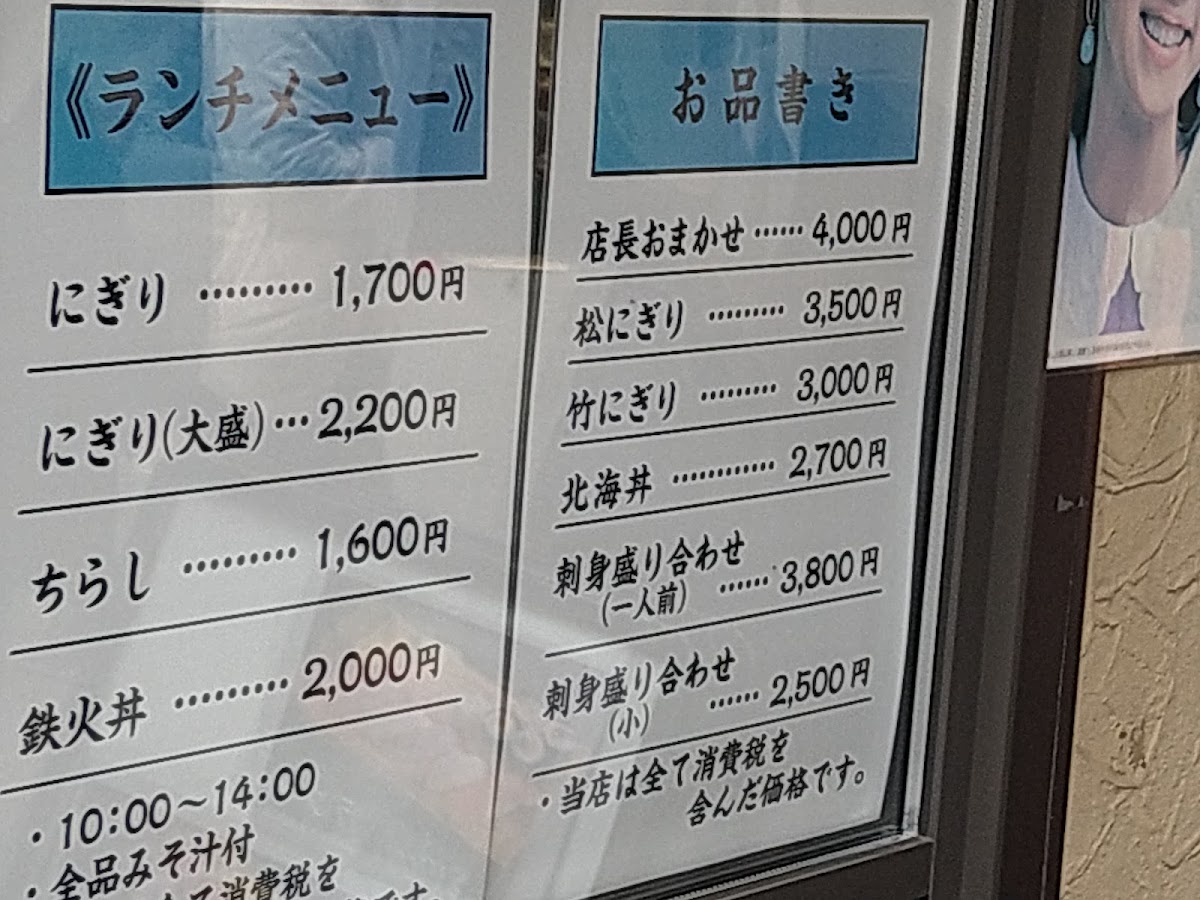 《ランチメニュー》
にぎり ……… 1,700円
にぎり(大盛)… 2,200円
ちらし ……… 1,600円
鉄火丼 ……… 2,000円
・10:00～14:00
・全品みそ汁付
て消費税を
です。
お品書き
店長おまかせ …… 4,000円
松にぎり ……… 3,500円
竹にぎり ……… 3,000円
北海丼 ………… 2,700円
刺身盛り合わせ
(一人前) …… 3,800円
刺身盛り合わせ
(小) …… 2,500円
・当店は全て消費税を
含んだ価格です。